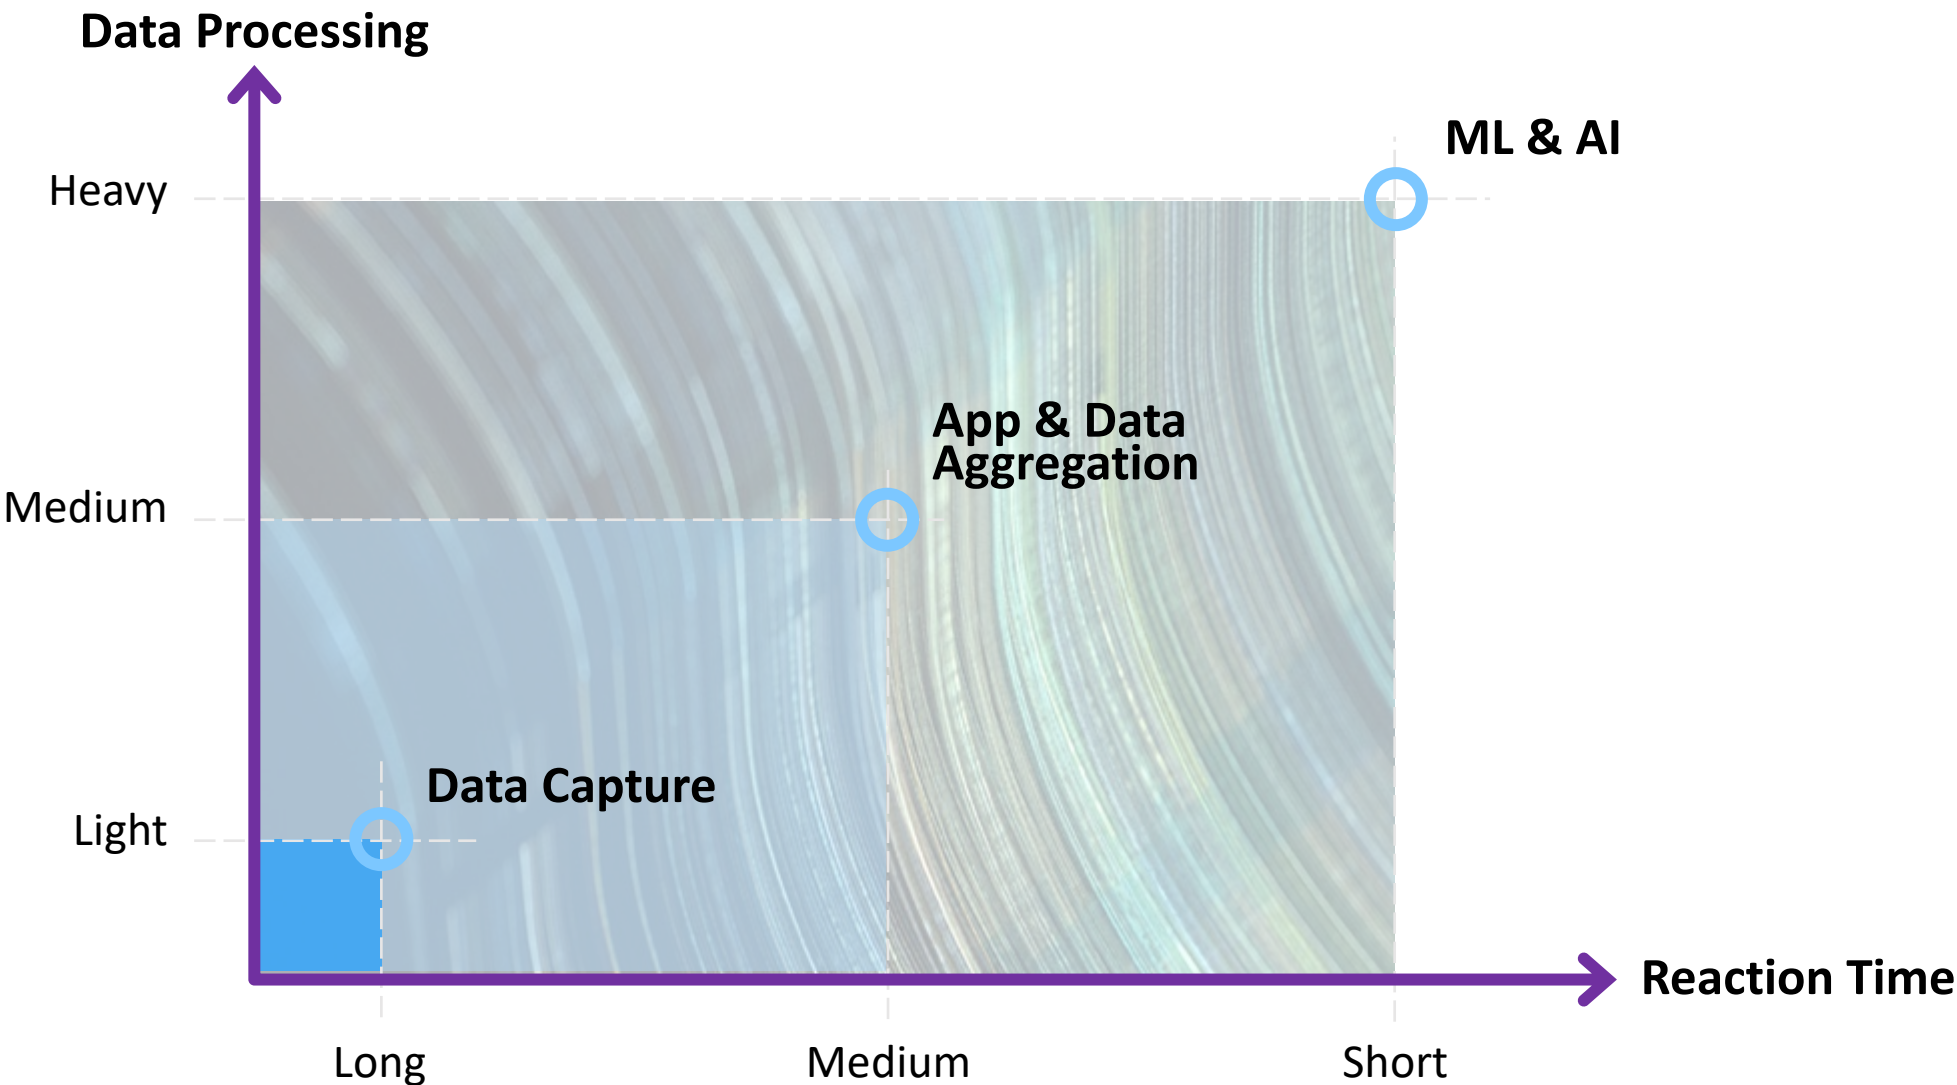 Data Processing
ML & AI
Heavy
App & Data
Aggregation
Medium
Data Capture
Light
Reaction Time
Long
Medium
Short